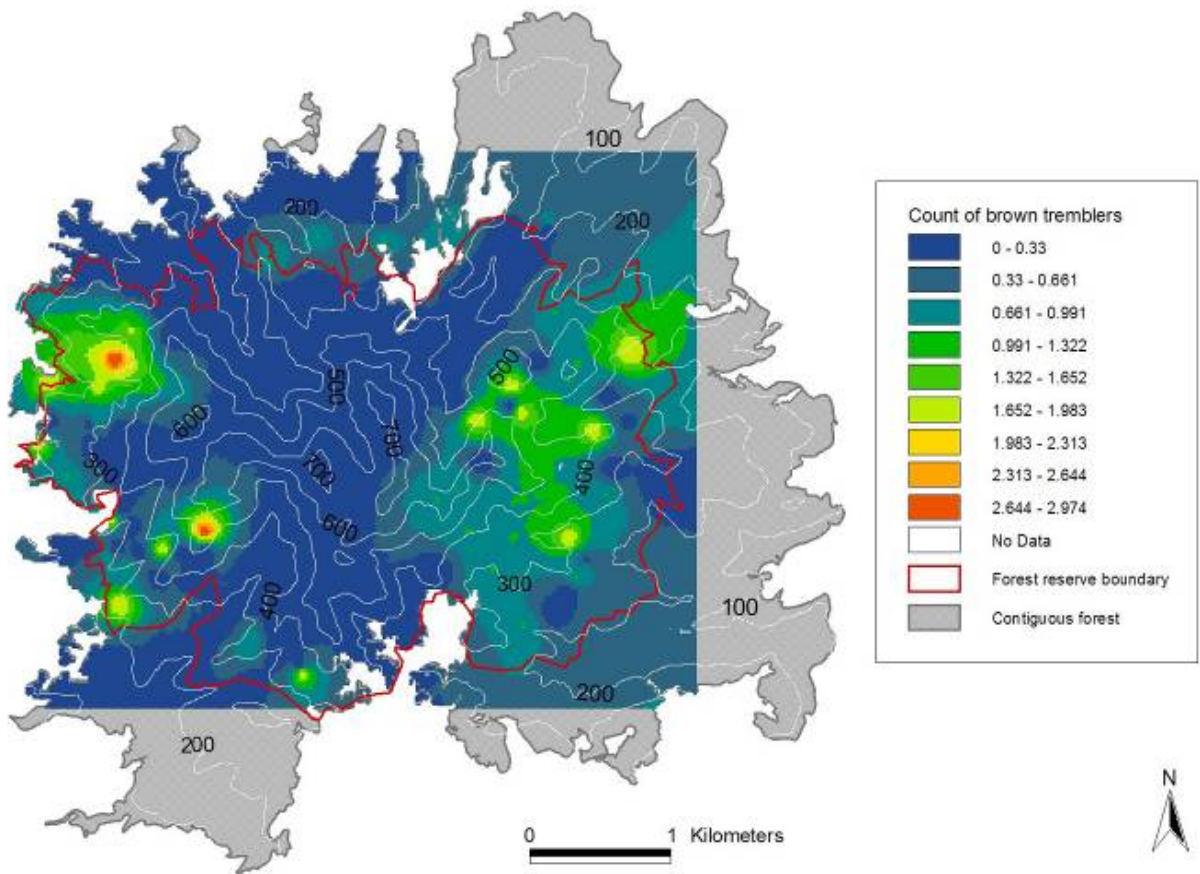 100
200
200
500
500
600
700
700
300
400
600
300
400
100
200
200
Count of brown tremblers
0 - 0.33
0.33 - 0.661
0.661 - 0.991
0.991 - 1.322
1.322 - 1.652
1.652 - 1.983
1.983 - 2.313
2.313 - 2.644
2.644 - 2.974
No Data
Forest reserve boundary
Contiguous forest
0 1 Kilometers
N